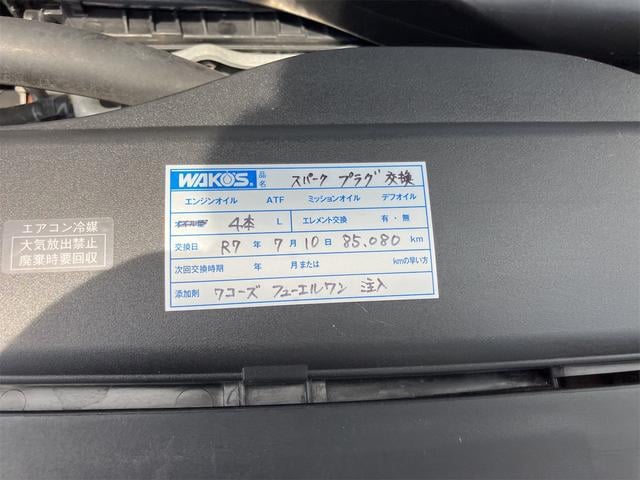 WAKO'S 品名 スパーク プラグ 交換
エンジンオイル ATF ミッションオイル デフオイル
4本 L エレメント交換 有・無
交換日 R7年 7月 10日 85,080 km
次回交換時期 年 月または kmの早い方
添加剤 ワコーズ フューエルワン 注入
エアコン冷媒
大気放出禁止
廃棄時要回収